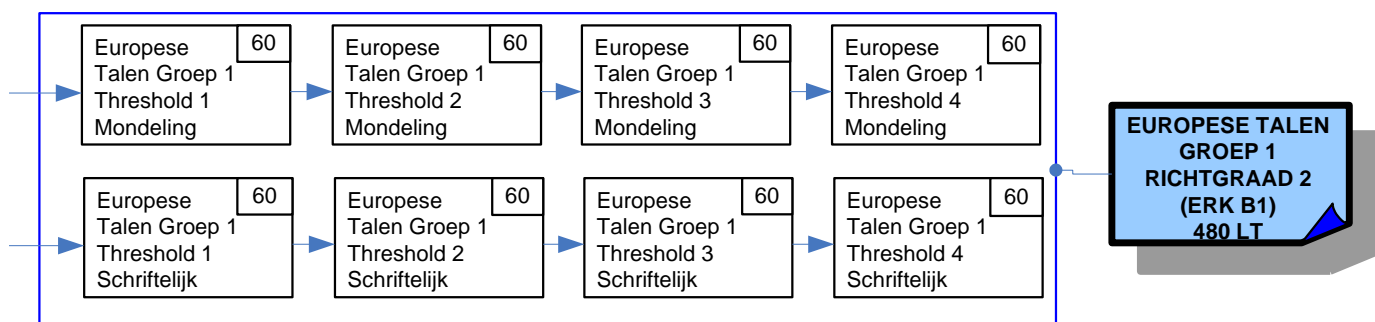 Europese
Talen Groep 1
Threshold 1
Mondeling
60
Europese
Talen Groep 1
Threshold 2
Mondeling
60
Europese
Talen Groep 1
Threshold 3
Mondeling
60
Europese
Talen Groep 1
Threshold 4
Mondeling
60
Europese
Talen Groep 1
Threshold 1
Schriftelijk
60
Europese
Talen Groep 1
Threshold 2
Schriftelijk
60
Europese
Talen Groep 1
Threshold 3
Schriftelijk
60
Europese
Talen Groep 1
Threshold 4
Schriftelijk
60
EUROPESE TALEN
GROEP 1
RICHTGRAAD 2
(ERK B1)
480 LT